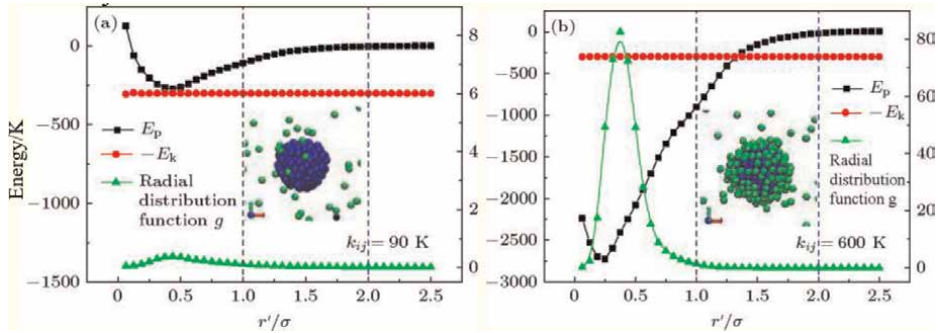 (a)
0
−250
−500
−1000
−1500
Energy/K
8
6
4
2
0
E_p
−E_k
Radial
distribution
function g
k_ij = 90 K
0 0.5 1.0 1.5 2.0 2.5
r′/σ
(b)
0
−500
−1000
−1500
−2000
−2500
−3000
80
60
40
20
0
E_p
−E_k
Radial
distribution
function g
k_ij = 600 K
0 0.5 1.0 1.5 2.0 2.5
r′/σ